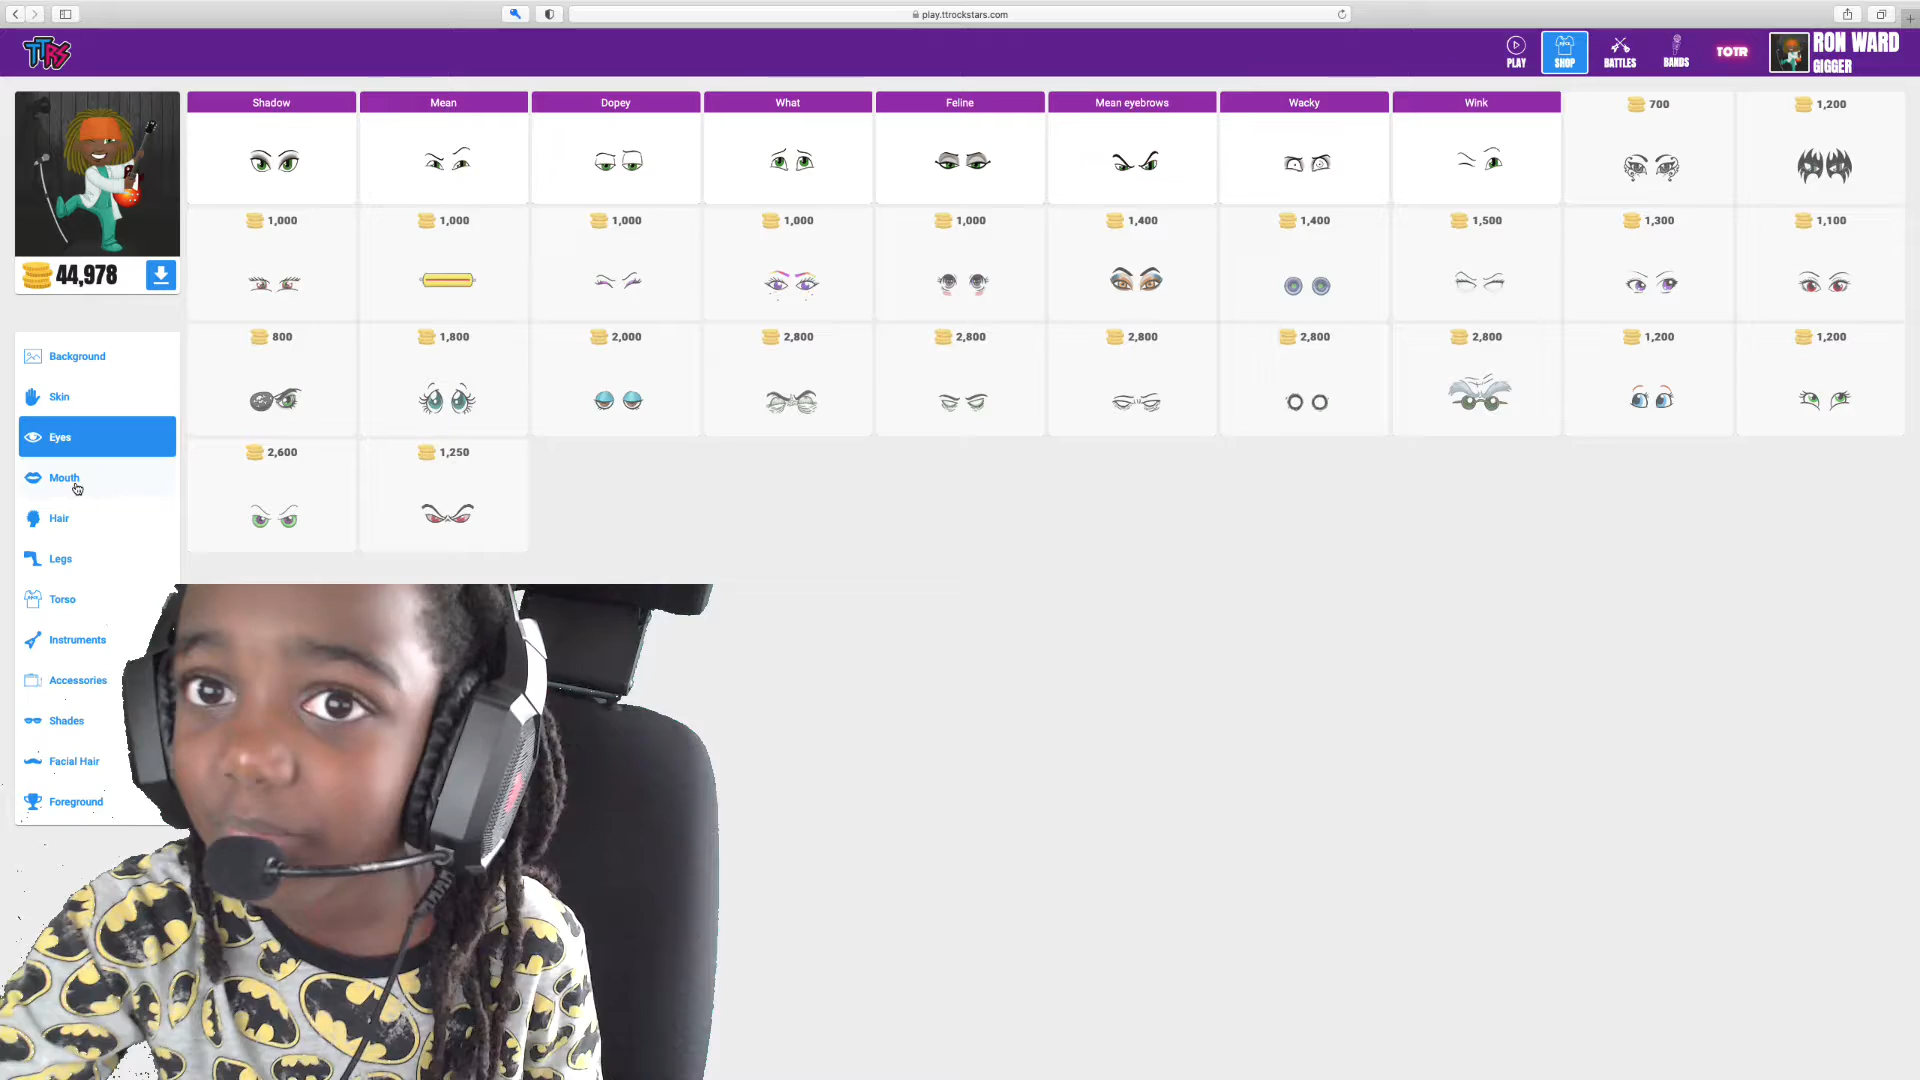 play.ttrockstars.com
TTRS
PLAY
SHOP
BATTLES
BANDS
TOTR
RON WARD
GIGGER
Shadow
Mean
Dopey
What
Feline
Mean eyebrows
Wacky
Wink
700
1,200
1,000
1,000
1,000
1,000
1,000
1,400
1,400
1,500
1,300
1,100
44,978
800
1,800
2,000
2,800
2,800
2,800
2,800
2,800
1,200
1,200
2,600
1,250
Background
Skin
Eyes
Mouth
Hair
Legs
Torso
Instruments
Accessories
Shades
Facial Hair
Foreground